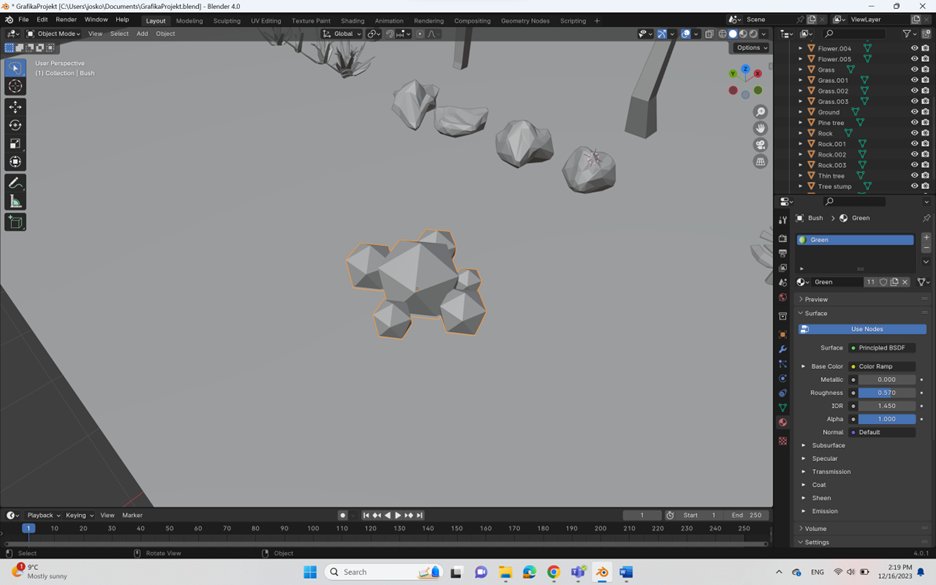 * GrafikaProjekt [C:\Users\josko\GrafikaProjekt.blend] - Blender 4.0
File Edit Render Window Help Layout Modeling Sculpting UV Editing Texture Paint Shading Animation Rendering Compositing Geometry Nodes Scripting + Scene ViewLayer
Object Mode View Select Add Object Global
Options
User Perspective
(1) Collection | Bush
Z
Y
X
Flower.004
Flower.005
Grass
Grass.001
Grass.002
Grass.003
Ground
Pine tree
Rock
Rock.001
Rock.002
Rock.003
Thin tree
Tree stump
Bush > Green
Green
Green 11
Preview
Surface
Use Nodes
Surface Principled BSDF
Base Color Color Ramp
Metallic 0.000
Roughness 0.570
IOR 1.450
Alpha 1.000
Normal Default
Subsurface
Specular
Transmission
Coat
Sheen
Emission
Volume
Settings
Playback Keying View Marker 1 Start 1 End 250
1 10 20 30 40 50 60 70 80 90 100 110 120 130 140 150 160 170 180 190 200 210 220 230 240 250
Select Rotate View Object 4.0.1
1 9°C
Mostly sunny
Search
ENG
2:19 PM
12/16/2023